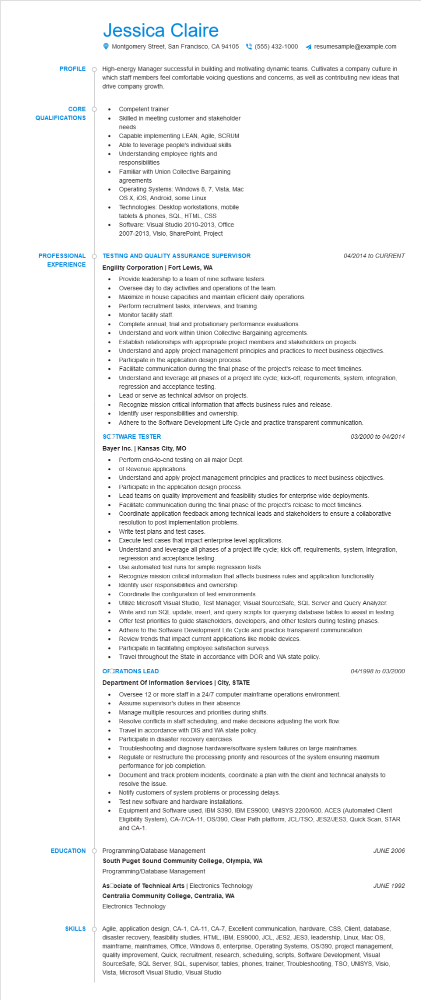 Jessica Claire
Montgomery Street, San Francisco, CA 94105 (555) 432-1000 resumesample@example.com
PROFILE
High-energy Manager successful in building and motivating dynamic teams. Cultivates a company culture in
which staff members feel comfortable voicing questions and concerns, as well as contributing new ideas that
drive company growth.
CORE
QUALIFICATIONS
• Competent trainer
• Skilled in meeting customer and stakeholder
needs
• Capable implementing LEAN, Agile, SCRUM
• Able to leverage people's individual skills
• Understanding employee rights and
responsibilities
• Familiar with Union Collective Bargaining
agreements
• Operating Systems: Windows 8, 7, Vista, Mac
OS X, iOS, Android, some Linux
• Technologies: Desktop workstations, mobile
tablets & phones, SQL, HTML, CSS
• Software: Visual Studio 2010-2013, Office
2007-2013, Visio, SharePoint, Project
PROFESSIONAL
EXPERIENCE
TESTING AND QUALITY ASSURANCE SUPERVISOR 04/2014 to CURRENT
Engility Corporation | Fort Lewis, WA
• Provide leadership to a team of nine software testers.
• Oversee day to day activities and operations of the team.
• Maximize in house capacities and maintain efficient daily operations.
• Perform recruitment tasks, interviews, and training.
• Monitor facility staff.
• Complete annual, trial and probationary performance evaluations.
• Understand and work within Union Collective Bargaining agreements.
• Establish relationships with appropriate project members and stakeholders on projects.
• Understand and apply project management principles and practices to meet business objectives.
• Participate in the application design process.
• Facilitate communication during the final phase of the project's release to meet timelines.
• Understand and leverage all phases of a project life cycle; kick-off, requirements, system, integration,
regression and acceptance testing.
• Lead or serve as technical advisor on projects.
• Recognize mission critical information that affects business rules and release.
• Identify user responsibilities and ownership.
• Adhere to the Software Development Life Cycle and practice transparent communication.
SOFTWARE TESTER 03/2000 to 04/2014
Bayer Inc. | Kansas City, MO
• Perform end-to-end testing on all major Dept.
• of Revenue applications.
• Understand and apply project management principles and practices to meet business objectives.
• Participate in the application design process.
• Lead teams on quality improvement and feasibility studies for enterprise wide deployments.
• Facilitate communication during the final phase of the project's release to meet timelines.
• Coordinate application feedback among technical leads and stakeholders to ensure a collaborative
resolution to post implementation problems.
• Write test plans and test cases.
• Execute test cases that impact enterprise level applications.
• Understand and leverage all phases of a project life cycle; kick-off, requirements, system, integration,
regression and acceptance testing.
• Use automated test runs for simple regression tests.
• Recognize mission critical information that affects business rules and application functionality.
• Identify user responsibilities and ownership.
• Coordinate the configuration of test environments.
• Utilize Microsoft Visual Studio, Test Manager, Visual SourceSafe, SQL Server and Query Analyzer.
• Write and run SQL update, insert, and query scripts for querying database tables to assist in testing.
• Offer test priorities to guide stakeholders, developers, and other testers during testing phases.
• Adhere to the Software Development Life Cycle and practice transparent communication.
• Review trends that impact current applications like mobile devices.
• Participate in facilitating employee satisfaction surveys.
• Travel throughout the State in accordance with DOR and WA state policy.
OPERATIONS LEAD 04/1998 to 03/2000
Department Of Information Services | City, STATE
• Oversee 12 or more staff in a 24/7 computer mainframe operations environment.
• Assume supervisor's duties in their absence.
• Manage multiple resources and priorities during shifts.
• Resolve conflicts in staff scheduling, and make decisions adjusting the work flow.
• Travel in accordance with DIS and WA state policy.
• Participate in disaster recovery exercises.
• Troubleshooting and diagnose hardware/software system failures on large mainframes.
• Regulate or restructure the processing priority and resources of the system ensuring maximum
performance for job completion.
• Document and track problem incidents, coordinate a plan with the client and technical analysts to
resolve the issue.
• Notify customers of system problems or processing delays.
• Test new software and hardware installations.
• Equipment and Software used, IBM S390, IBM ES9000, UNISYS 2200/600, ACES (Automated Client
Eligibility System), CA-7/CA-11, OS/390, Clear Path platform, JCL/TSO, JES2/JES3, Quick Scan, STAR
and CA-1.
EDUCATION
Programming/Database Management JUNE 2006
South Puget Sound Community College, Olympia, WA
Programming/Database Management
Associate of Technical Arts | Electronics Technology JUNE 1992
Centralia Community College, Centralia, WA
Electronics Technology
SKILLS
Agile, application design, CA-1, CA-11, CA-7, Excellent communication, hardware, CSS, Client, database,
disaster recovery, feasibility studies, HTML, IBM, ES9000, JCL, JES2, JES3, leadership, Linux, Mac OS,
mainframe, mainframes, Office, Windows 8, enterprise, Operating Systems, OS/390, project management,
quality improvement, Quick, recruitment, research, scheduling, scripts, Software Development, Visual
SourceSafe, SQL Server, SQL, supervisor, tables, phones, trainer, Troubleshooting, TSO, UNISYS, Visio,
Vista, Microsoft Visual Studio, Visual Studio